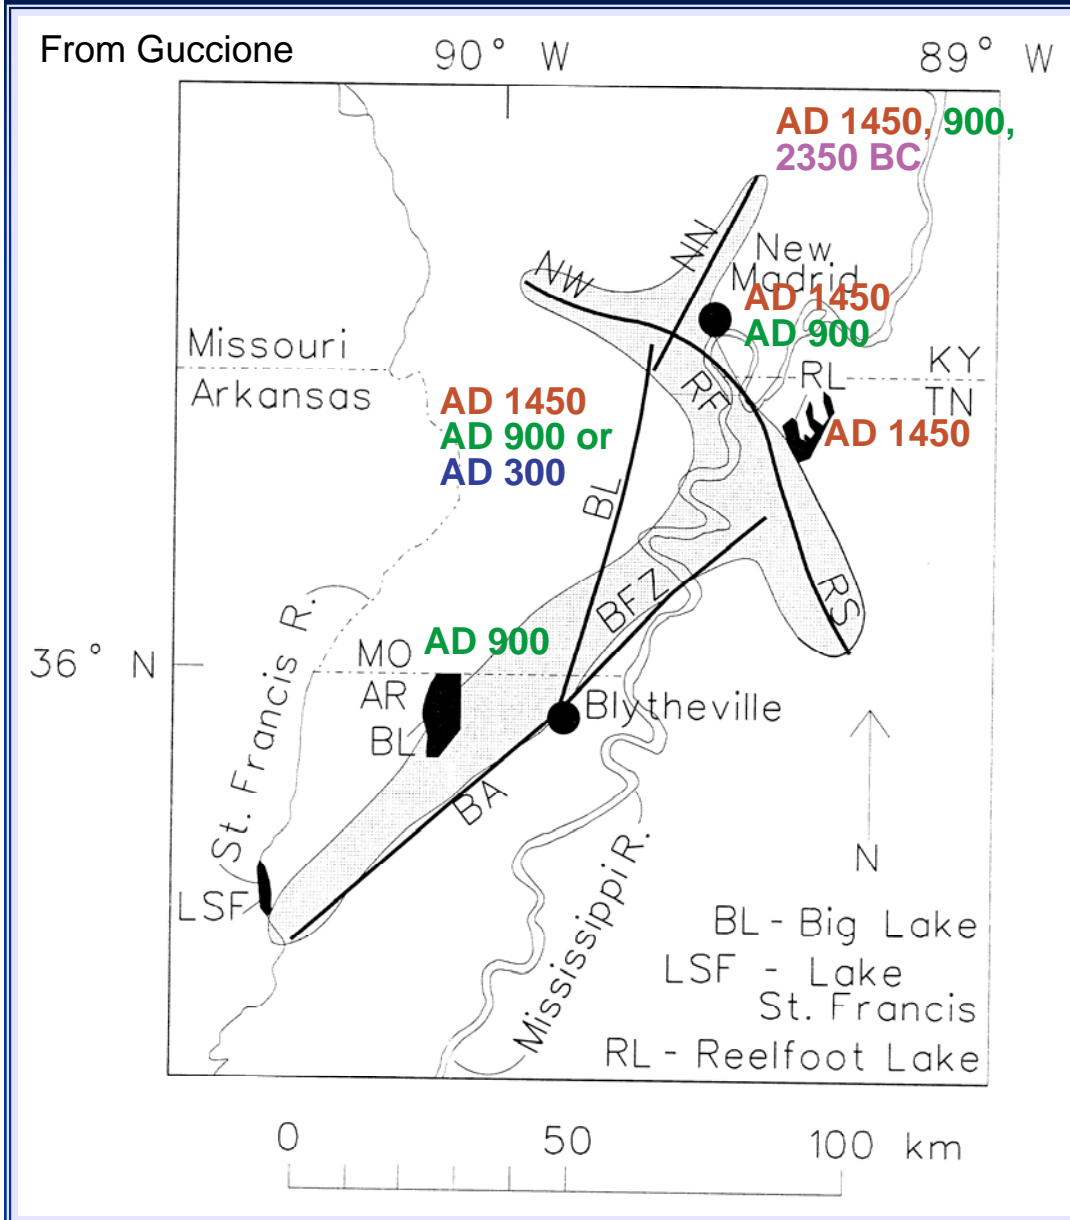 From Guccione
90° W
89° W
AD 1450, 900,
2350 BC
NN
NW
New
Madrid
AD 1450
AD 900
Missouri
Arkansas
KY
TN
RL
RF
AD 1450
AD 1450
AD 900 or
AD 300
BL
BFZ
RS
St. Francis R.
36° N
MO
AR
AD 900
BL
Blytheville
BA
LSF
Mississippi R.
N
BL - Big Lake
LSF - Lake
St. Francis
RL - Reelfoot Lake
0 50 100 km